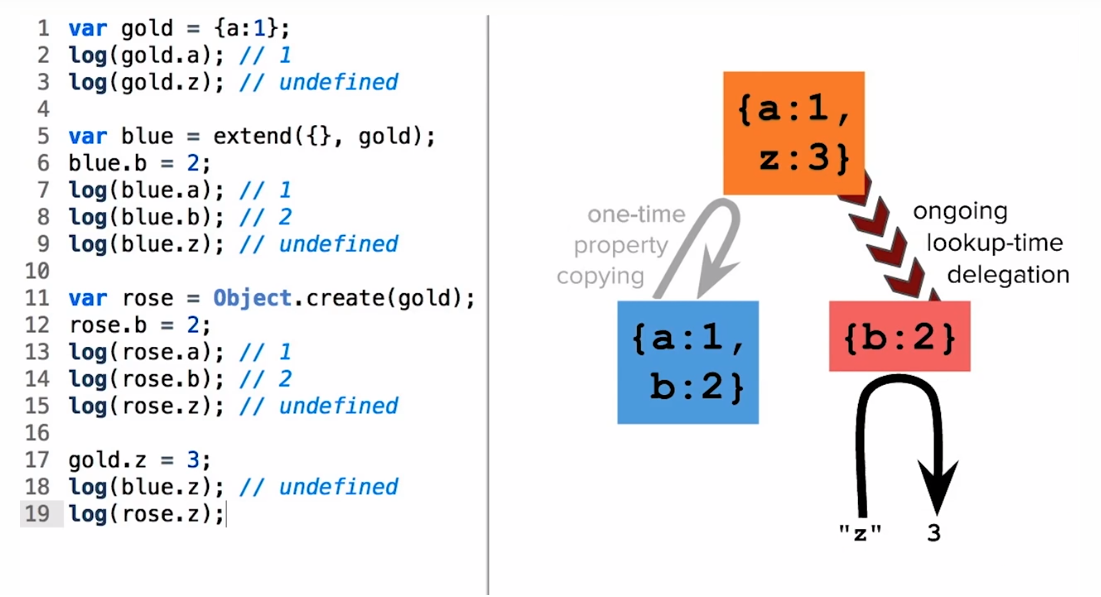 1 var gold = {a:1};
2 log(gold.a); // 1
3 log(gold.z); // undefined
4
5 var blue = extend({}, gold);
6 blue.b = 2;
7 log(blue.a); // 1
8 log(blue.b); // 2
9 log(blue.z); // undefined
10
11 var rose = Object.create(gold);
12 rose.b = 2;
13 log(rose.a); // 1
14 log(rose.b); // 2
15 log(rose.z); // undefined
16
17 gold.z = 3;
18 log(blue.z); // undefined
19 log(rose.z);
{a:1,
z:3}
one-time
property
copying
ongoing
lookup-time
delegation
{a:1,
b:2}
{b:2}
"z" 3